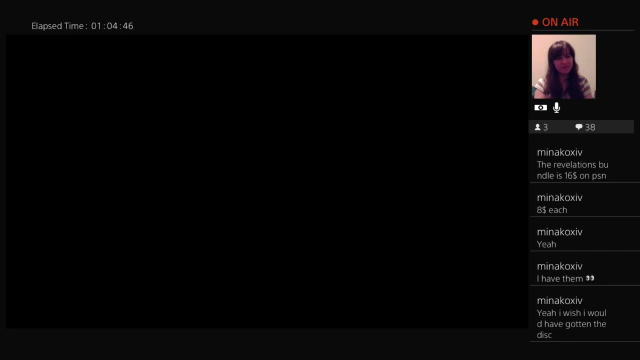 Elapsed Time: 01:04:46
ON AIR
3 38
minakoxiv
The revelations bu
ndle is 16$ on psn
minakoxiv
8$ each
minakoxiv
Yeah
minakoxiv
I have them 👀
minakoxiv
Yeah i wish i woul
d have gotten the
disc